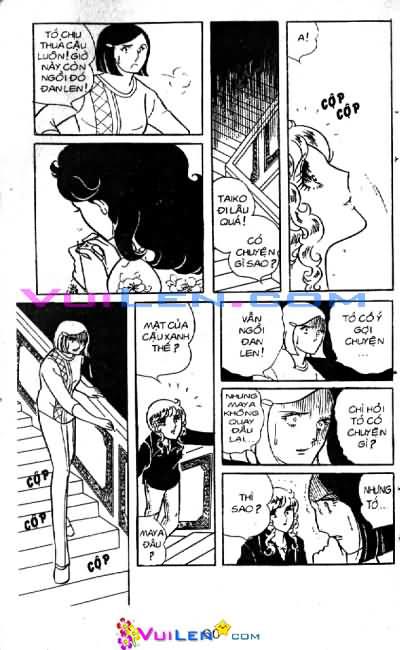 TỚ CHỊU
THUA CẬU
LUÔN! GIỜ
NÀY CÒN
NGỒI ĐÓ
ĐAN LEN!
TAIKO
ĐI LÂU
QUÁ!
CÓ
CHUYỆN
GÌ SAO?
A!
CỘP
CỘP
VUILEN.COM
CỘP
CỘP
CỘP
MẶT CỦA
CẬU XANH
THẾ?
MAYA
ĐÂU?
VẪN
NGỒI
ĐAN
LEN!
TỚ CỐ Ý
GỢI
CHUYỆN
...
NHƯNG
MAYA
KHÔNG
QUAY
ĐẦU
LẠI...
CHỈ HỎI
TỚ CÓ
CHUYỆN
GÌ?
THÌ
SAO?
NHƯNG
TỚ...
VUILEN.COM